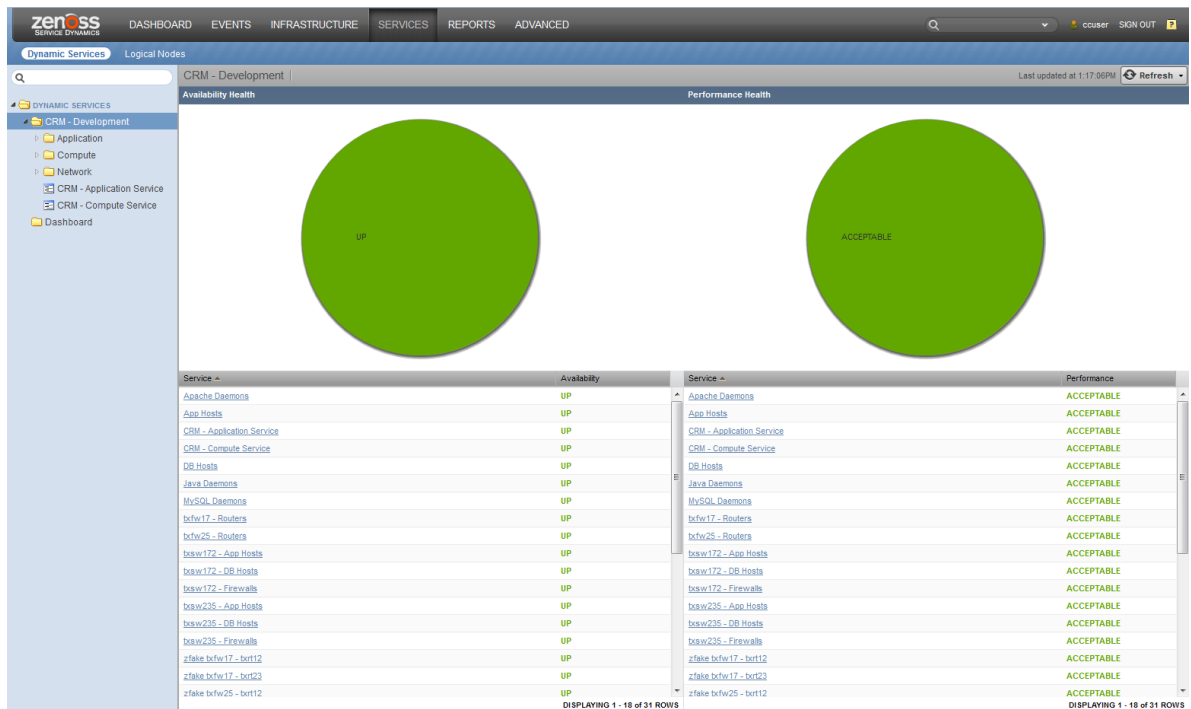 zenoss
SERVICE DYNAMICS
DASHBOARD EVENTS INFRASTRUCTURE SERVICES REPORTS ADVANCED
ccuser SIGN OUT ?
Dynamic Services Logical Nodes
CRM - Development
Last updated at 1:17:06PM Refresh
DYNAMIC SERVICES
CRM - Development
Application
Compute
Network
CRM - Application Service
CRM - Compute Service
Dashboard
Availability Health Performance Health
UP ACCEPTABLE
Service Availability Service Performance
Apache Daemons UP Apache Daemons ACCEPTABLE
App Hosts UP App Hosts ACCEPTABLE
CRM - Application Service UP CRM - Application Service ACCEPTABLE
CRM - Compute Service UP CRM - Compute Service ACCEPTABLE
DB Hosts UP DB Hosts ACCEPTABLE
Java Daemons UP Java Daemons ACCEPTABLE
MySQL Daemons UP MySQL Daemons ACCEPTABLE
txfw17 - Routers UP txfw17 - Routers ACCEPTABLE
txfw25 - Routers UP txfw25 - Routers ACCEPTABLE
txsw172 - App Hosts UP txsw172 - App Hosts ACCEPTABLE
txsw172 - DB Hosts UP txsw172 - DB Hosts ACCEPTABLE
txsw172 - Firewalls UP txsw172 - Firewalls ACCEPTABLE
txsw235 - App Hosts UP txsw235 - App Hosts ACCEPTABLE
txsw235 - DB Hosts UP txsw235 - DB Hosts ACCEPTABLE
txsw235 - Firewalls UP txsw235 - Firewalls ACCEPTABLE
zfake txfw17 - txrt12 UP zfake txfw17 - txrt12 ACCEPTABLE
zfake txfw17 - txrt23 UP zfake txfw17 - txrt23 ACCEPTABLE
zfake txfw25 - txrt12 UP zfake txfw25 - txrt12 ACCEPTABLE
DISPLAYING 1 - 18 of 31 ROWS DISPLAYING 1 - 18 of 31 ROWS